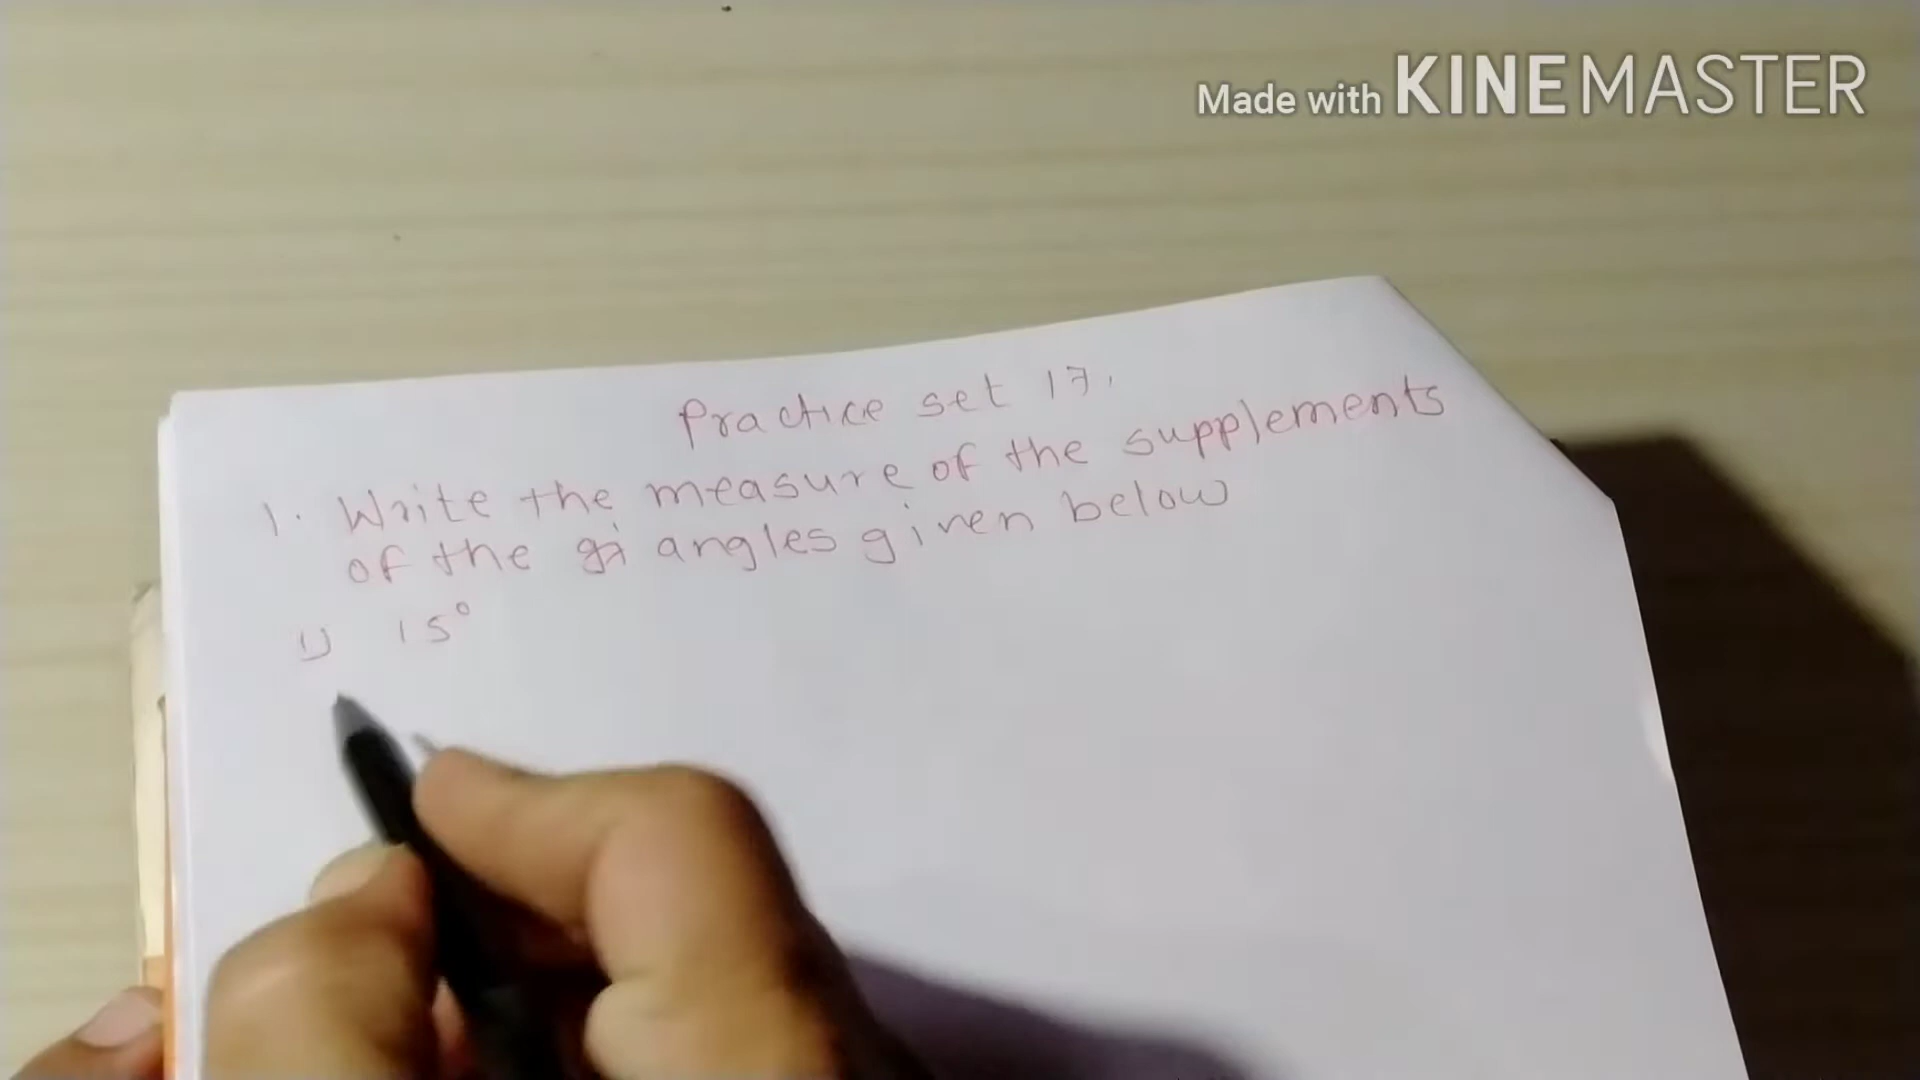 Made with KINEMASTER
Practice set 17.
1. Write the measure of the supplements
of the gi angles given below
1) 15°